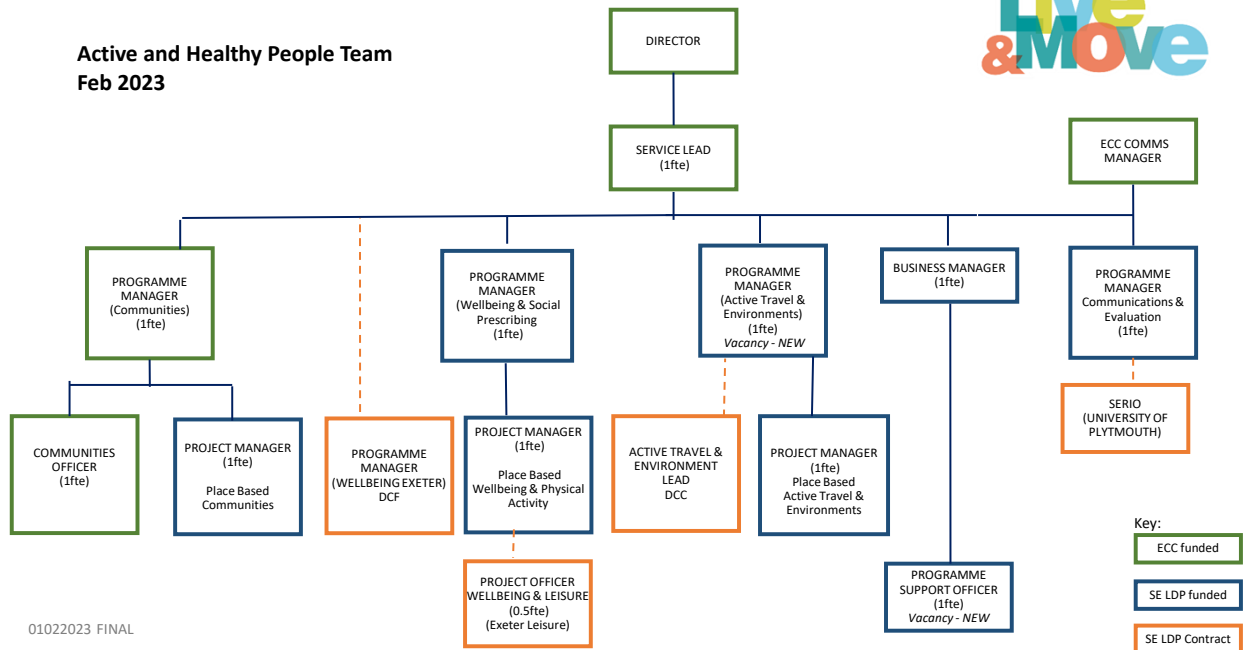 Active and Healthy People Team
Feb 2023
Live
&Move
DIRECTOR
SERVICE LEAD
(1fte)
ECC COMMS
MANAGER
PROGRAMME
MANAGER
(Communities)
(1fte)
PROGRAMME
MANAGER
(Wellbeing & Social
Prescribing
(1fte)
PROGRAMME
MANAGER
(Active Travel &
Environments)
(1fte)
Vacancy - NEW
BUSINESS MANAGER
(1fte)
PROGRAMME
MANAGER
Communications &
Evaluation
(1fte)
COMMUNITIES
OFFICER
(1fte)
PROJECT MANAGER
(1fte)
Place Based
Communities
PROGRAMME
MANAGER
(WELLBEING EXETER)
DCF
PROJECT MANAGER
(1fte)
Place Based
Wellbeing & Physical
Activity
ACTIVE TRAVEL &
ENVIRONMENT
LEAD
DCC
PROJECT MANAGER
(1fte)
Place Based
Active Travel &
Environments
SERIO
(UNIVERSITY OF
PLYTMOUTH)
PROJECT OFFICER
WELLBEING & LEISURE
(0.5fte)
(Exeter Leisure)
PROGRAMME
SUPPORT OFFICER
(1fte)
Vacancy - NEW
Key:
ECC funded
SE LDP funded
SE LDP Contract
01022023 FINAL